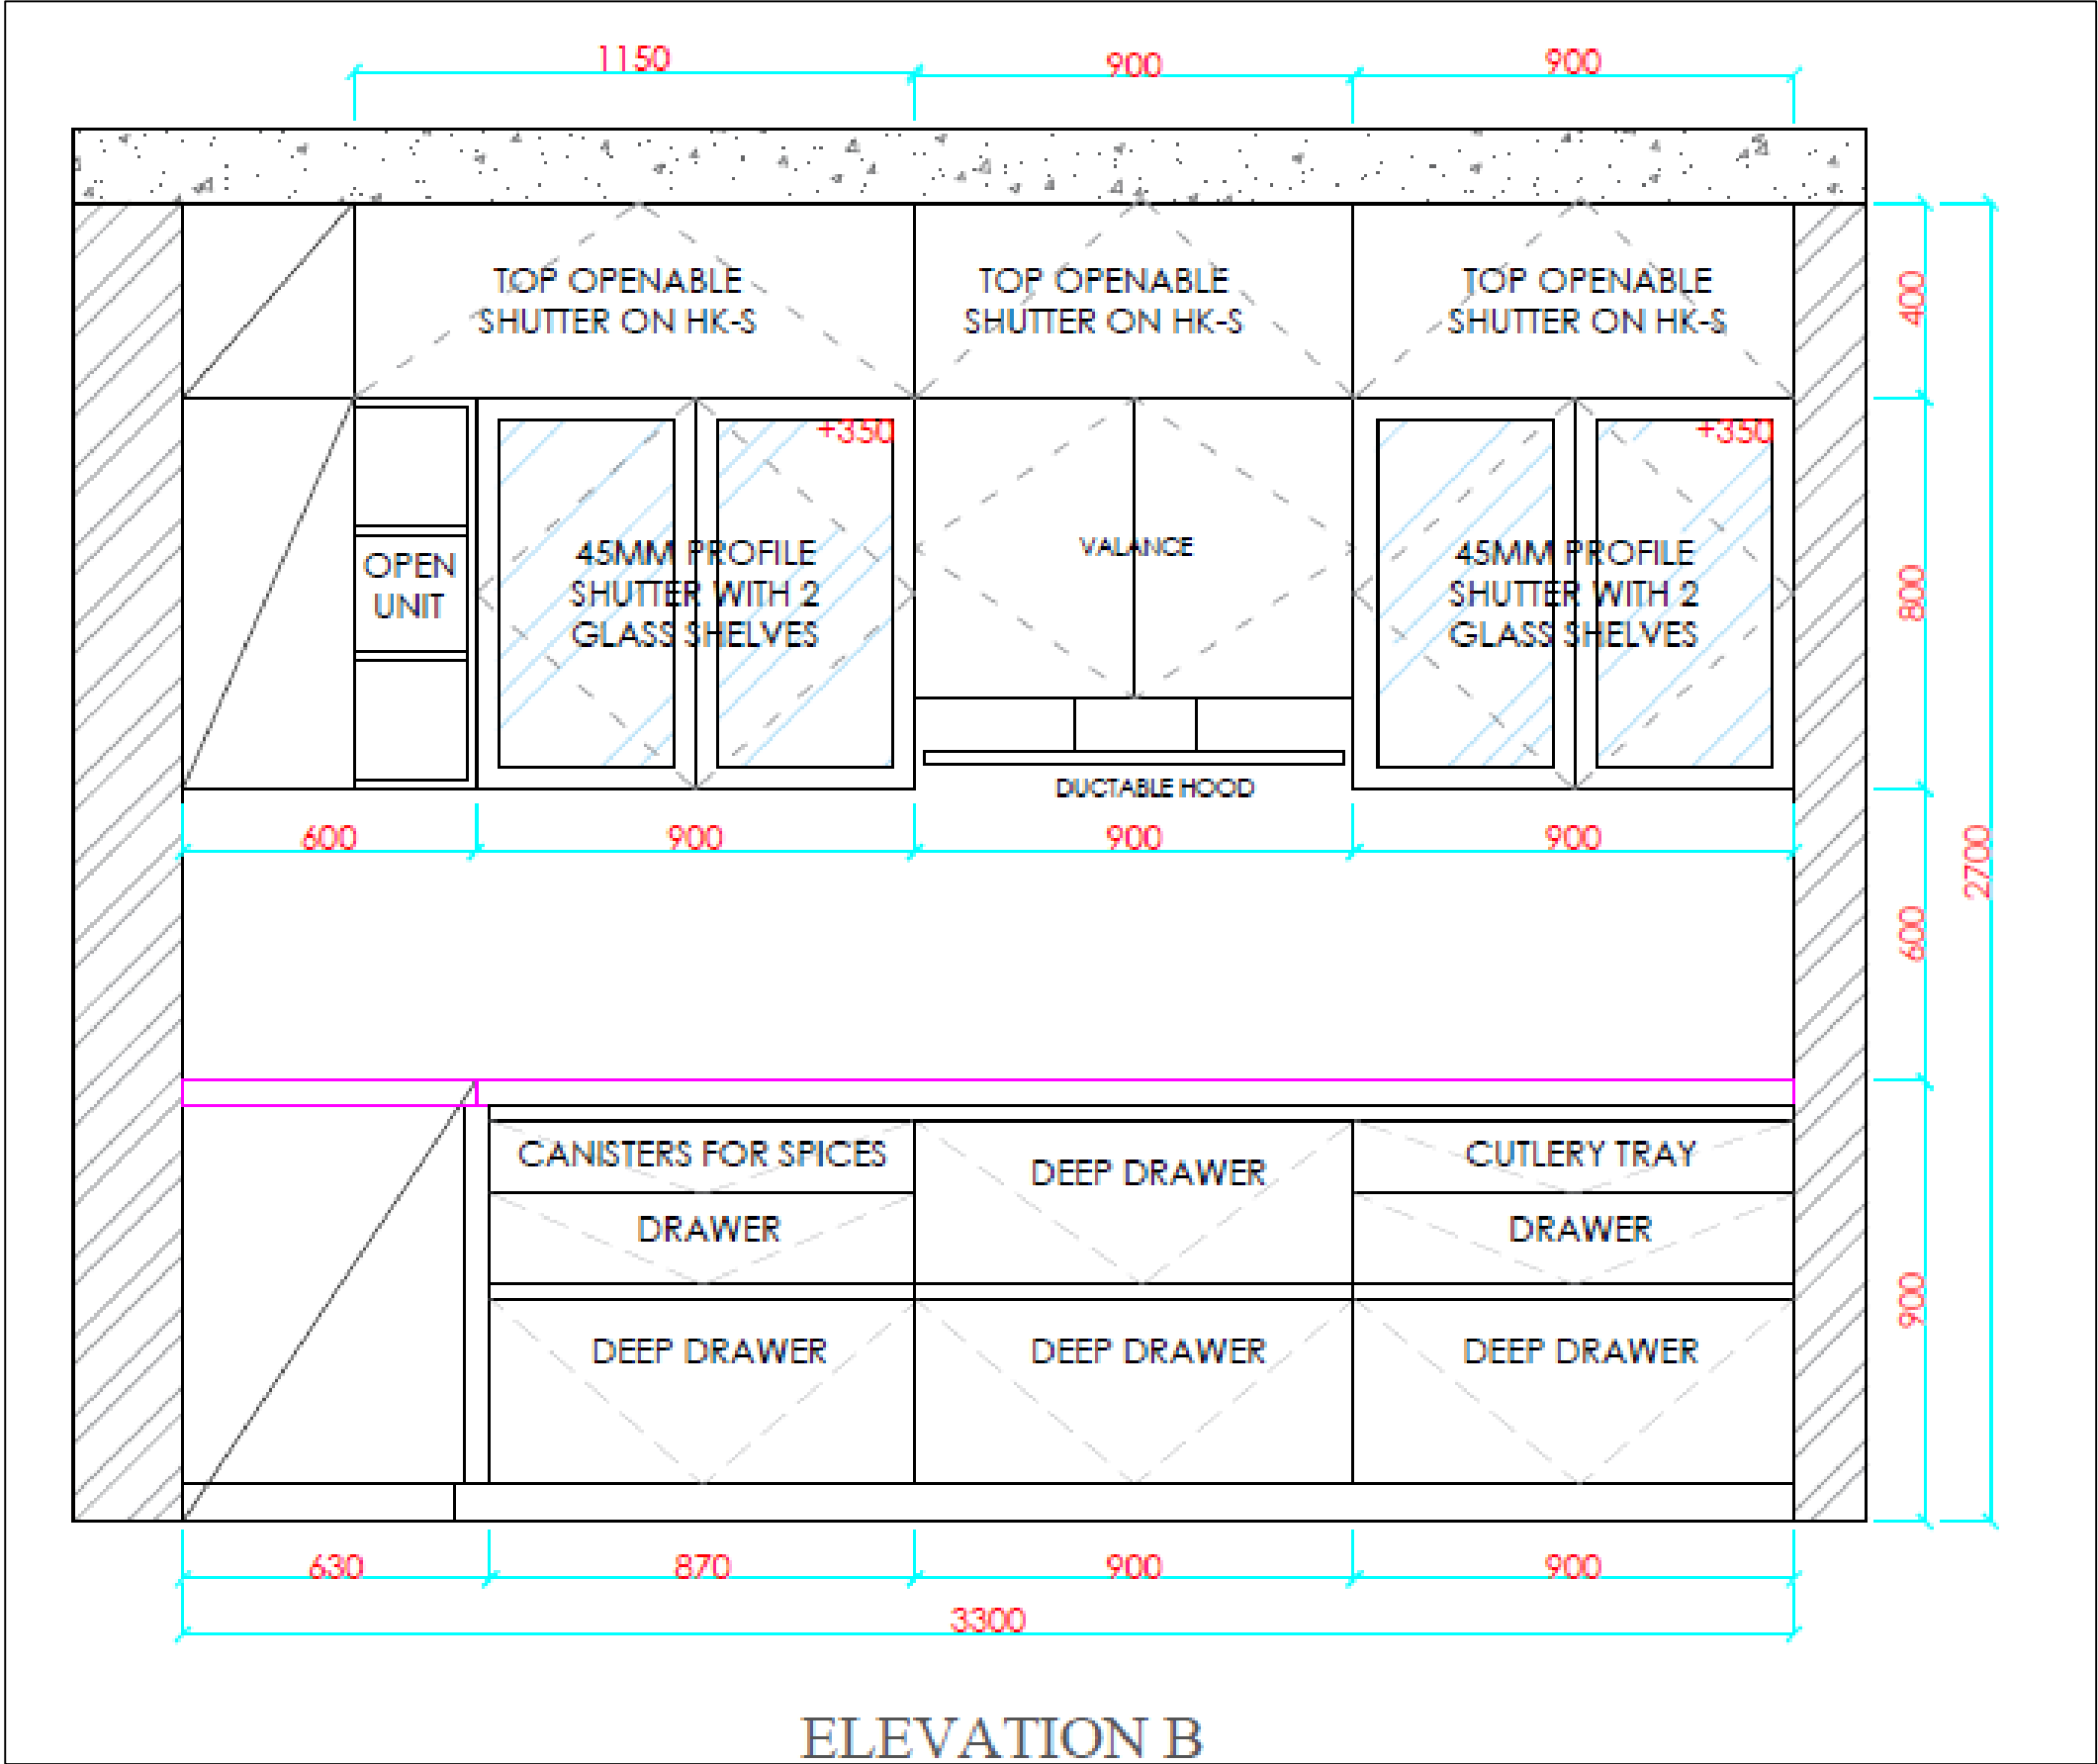 1150
900
900
TOP OPENABLE
SHUTTER ON HK-S
TOP OPENABLE
SHUTTER ON HK-S
TOP OPENABLE
SHUTTER ON HK-S
400
+350
+350
OPEN
UNIT
45MM PROFILE
SHUTTER WITH 2
GLASS SHELVES
VALANCE
45MM PROFILE
SHUTTER WITH 2
GLASS SHELVES
800
DUCTABLE HOOD
600
900
900
900
2700
600
CANISTERS FOR SPICES
DEEP DRAWER
CUTLERY TRAY
DRAWER
DRAWER
900
DEEP DRAWER
DEEP DRAWER
DEEP DRAWER
630
870
900
900
3300
ELEVATION B